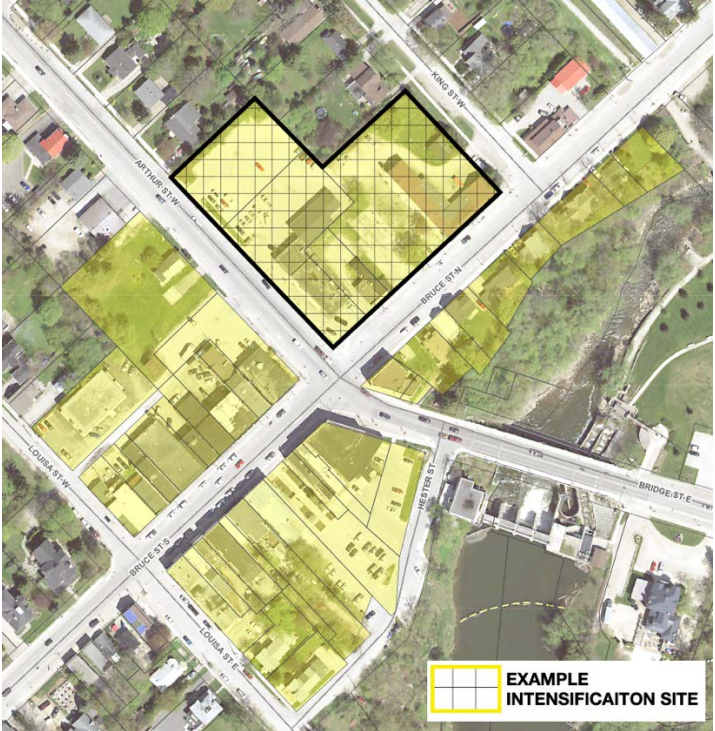 KING ST W
ARTHUR ST W
BRUCE ST N
LOUISA ST W
HESTER ST
BRIDGE ST E
BRUCE ST S
LOUISA ST E
EXAMPLE
INTENSIFICAITON SITE